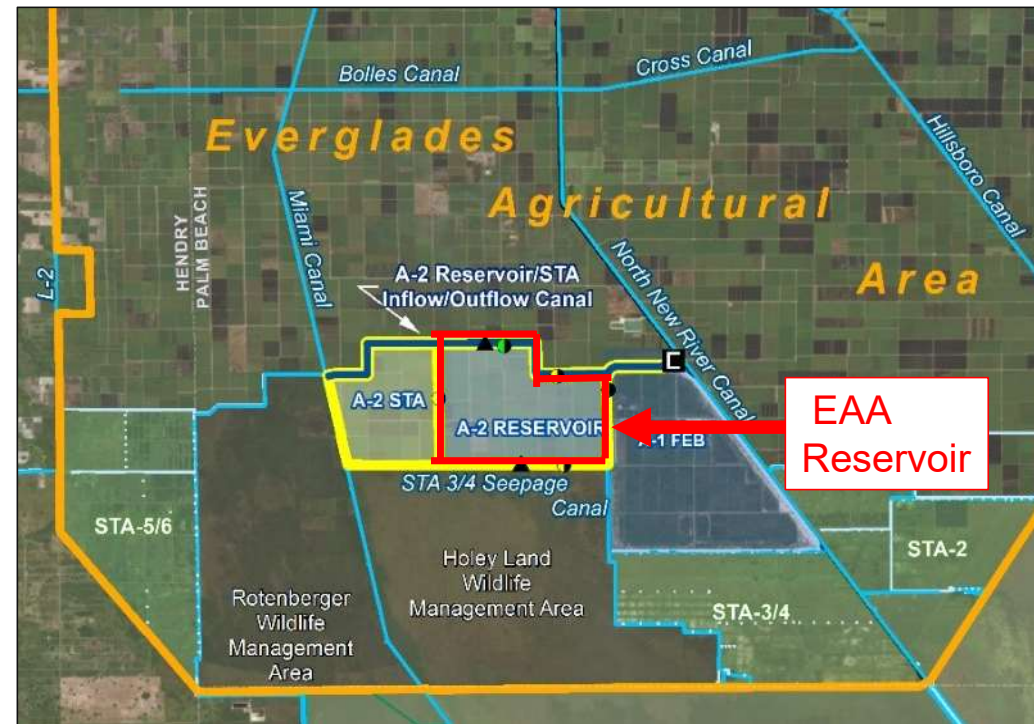 Bolles Canal
Cross Canal
Everglades
Hillsboro Canal
Agricultural
HENDRY
PALM BEACH
Miami Canal
L-2
A-2 Reservoir/STA
Inflow/Outflow Canal
North New River Canal
Area
C
A-2 STA
A-2 RESERVOIR
A-1 FEB
EAA
Reservoir
STA 3/4 Seepage
Canal
STA-5/6
STA-2
Holey Land
Wildlife
Management Area
Rotenberger
Wildlife
Management
Area
STA-3/4